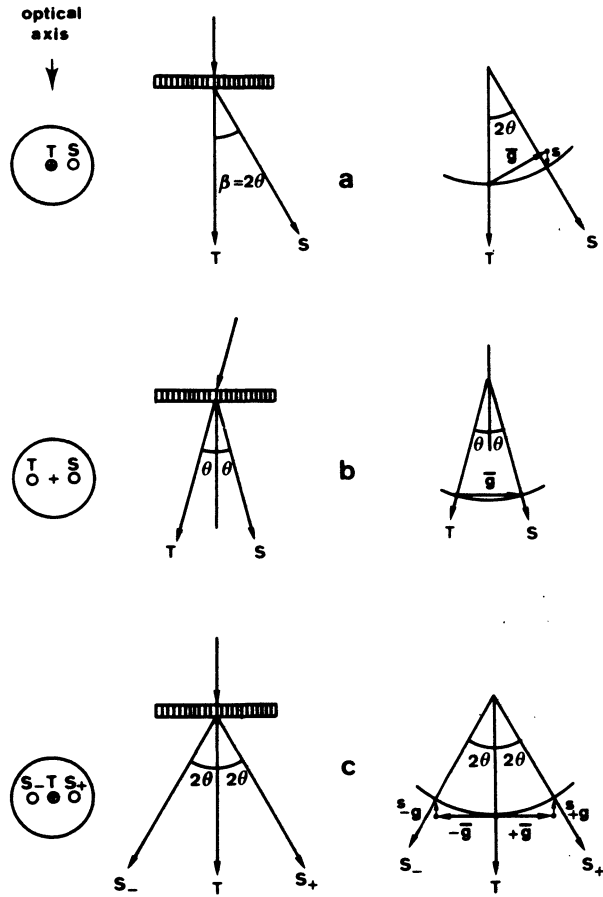 optical
axis
T S
β=2θ
T
S
a
2θ
g̅
s
T
S
T S
+
θ θ
T
S
b
θ θ
g̅
T
S
S₋ T S₊
2θ 2θ
S₋
T
S₊
c
2θ 2θ
s₋g
s₊g
-g̅
+g̅
S₋
T
S₊